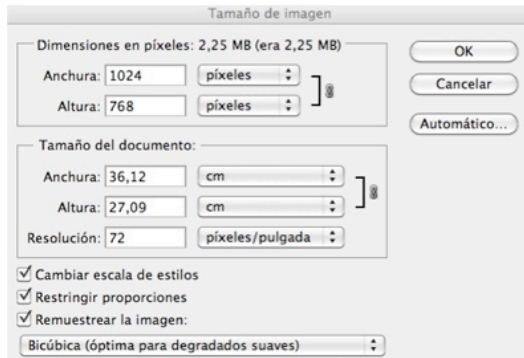 Tamaño de imagen
Dimensiones en píxeles: 2,25 MB (era 2,25 MB)
Anchura: 1024 píxeles
Altura: 768 píxeles
OK
Cancelar
Automático...
Tamaño del documento:
Anchura: 36,12 cm
Altura: 27,09 cm
Resolución: 72 píxeles/pulgada
Cambiar escala de estilos
Restringir proporciones
Remuestrear la imagen:
Bicúbica (óptima para degradados suaves)